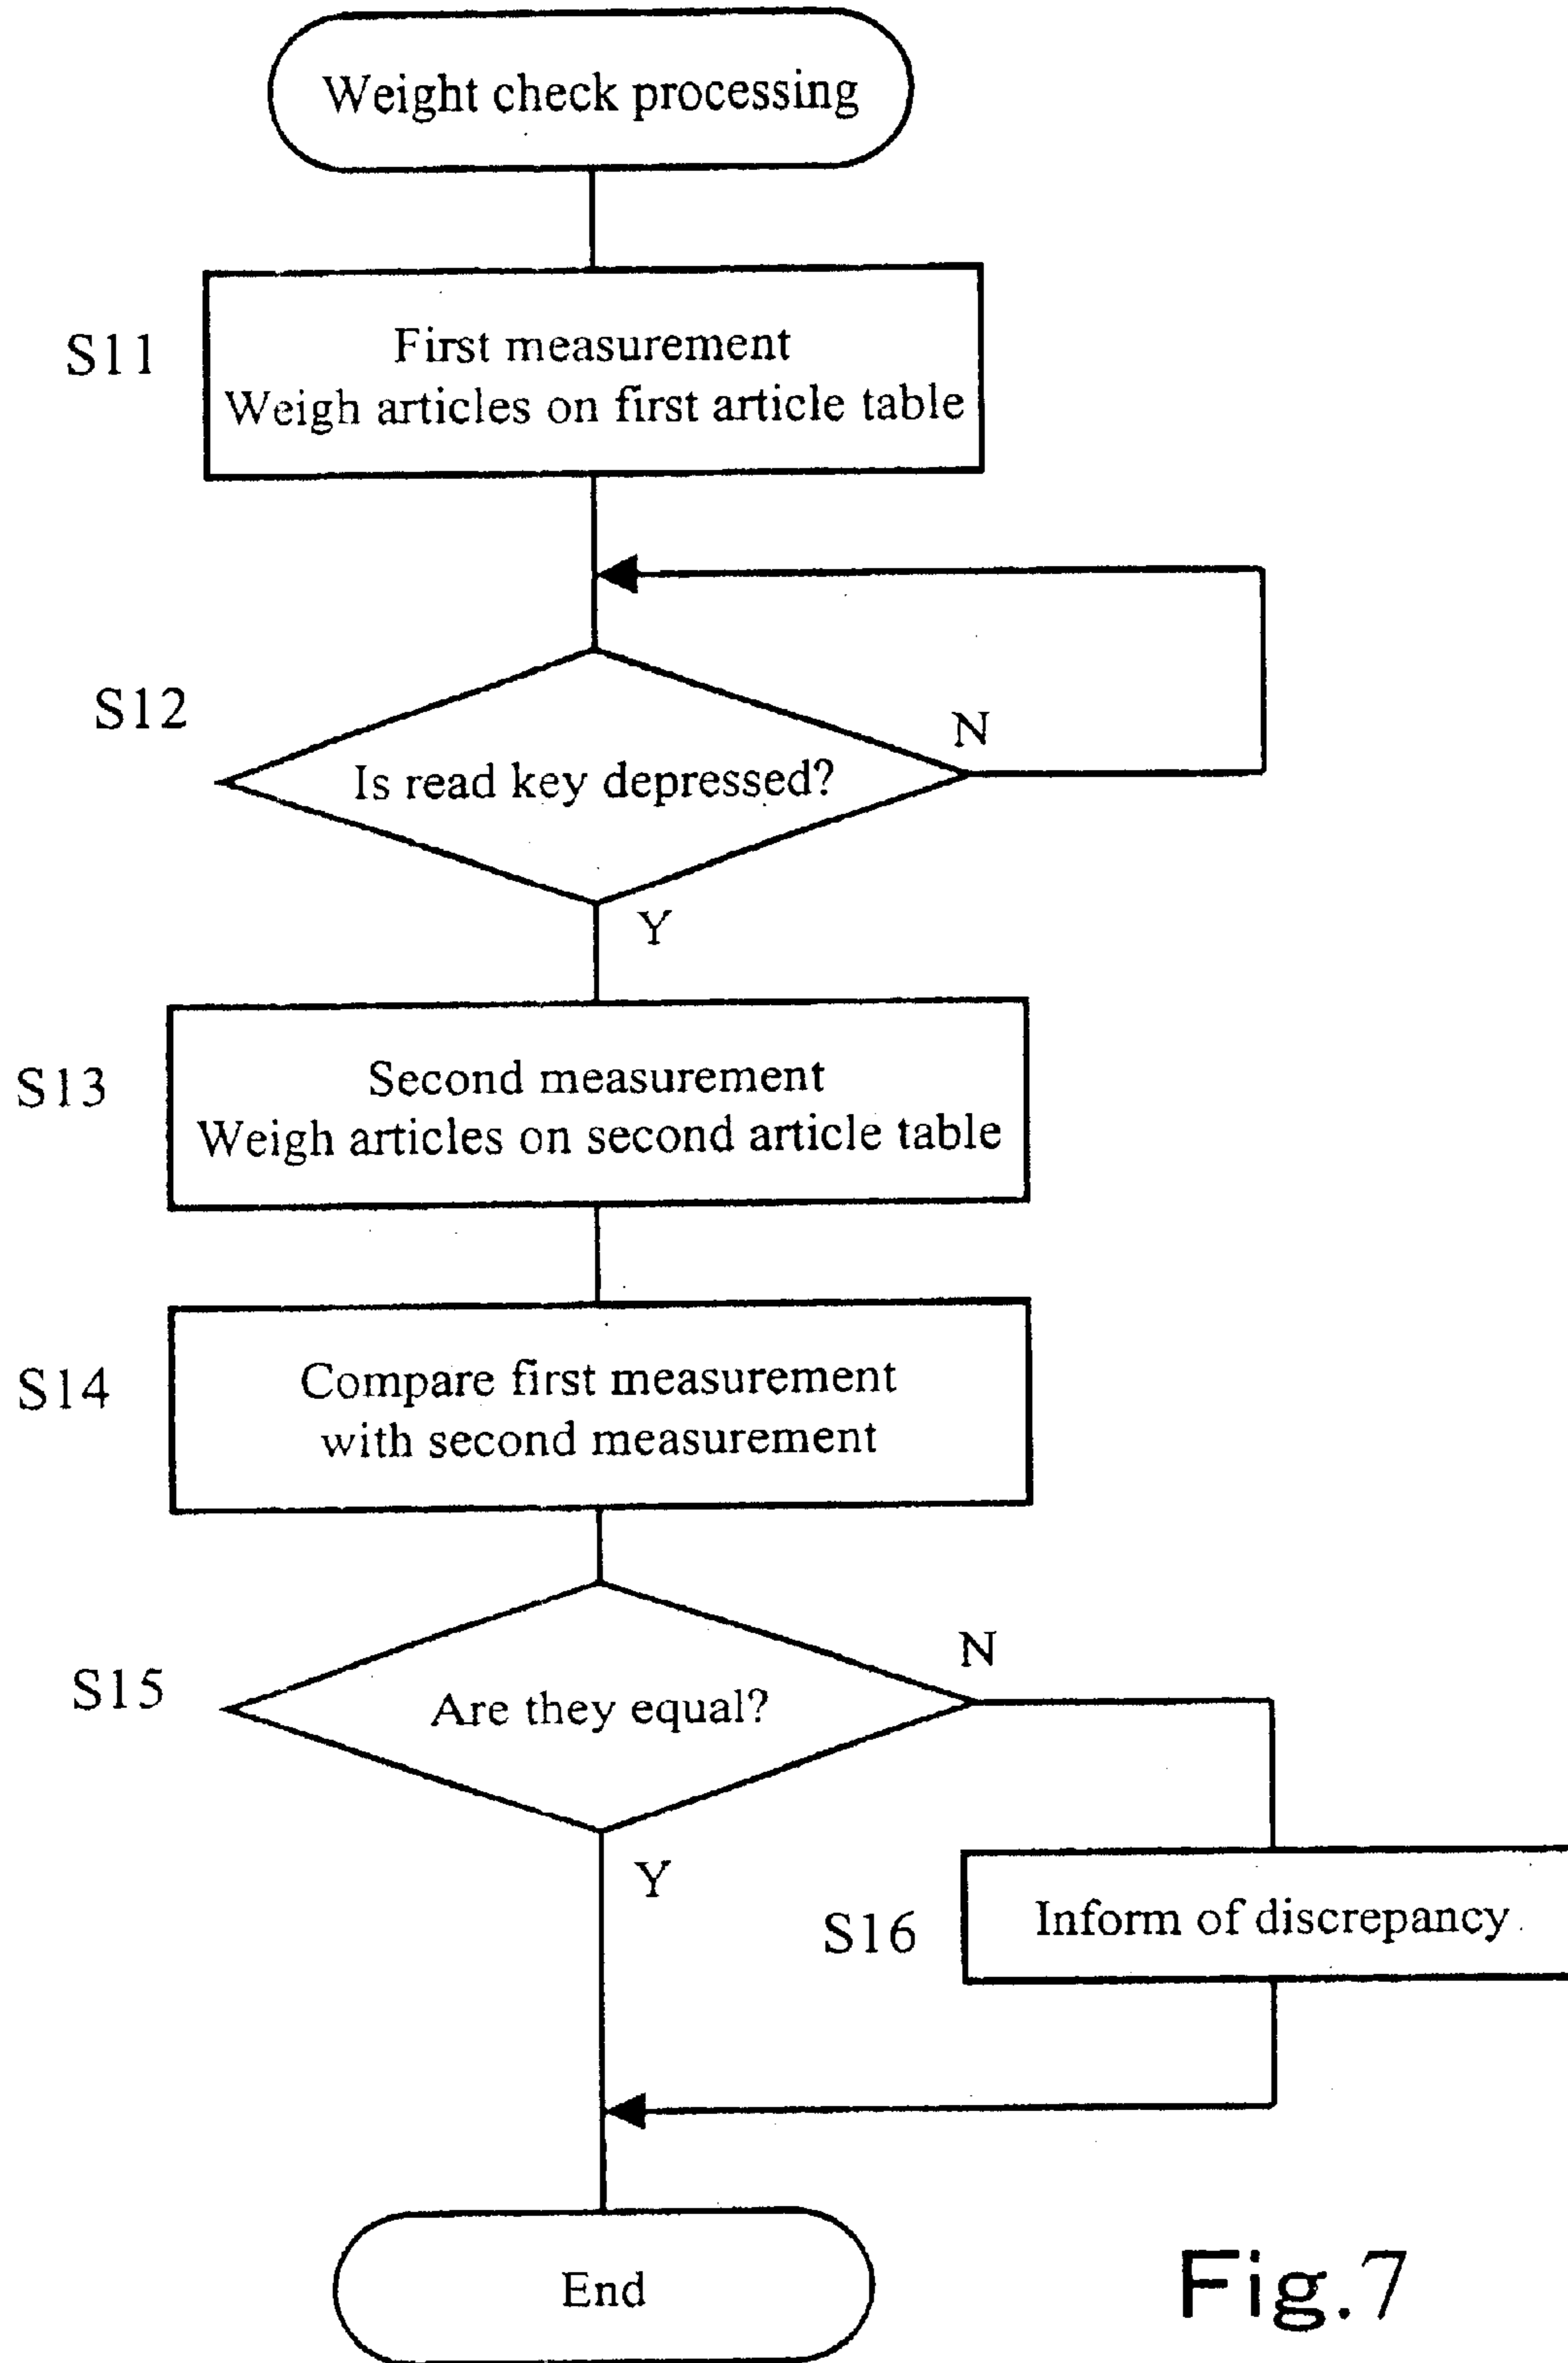 Weight check processing
S11
First measurement
Weigh articles on first article table
S12
Is read key depressed?
N
Y
S13
Second measurement
Weigh articles on second article table
S14
Compare first measurement
with second measurement
S15
Are they equal?
N
Y
S16
Inform of discrepancy
End
Fig.7